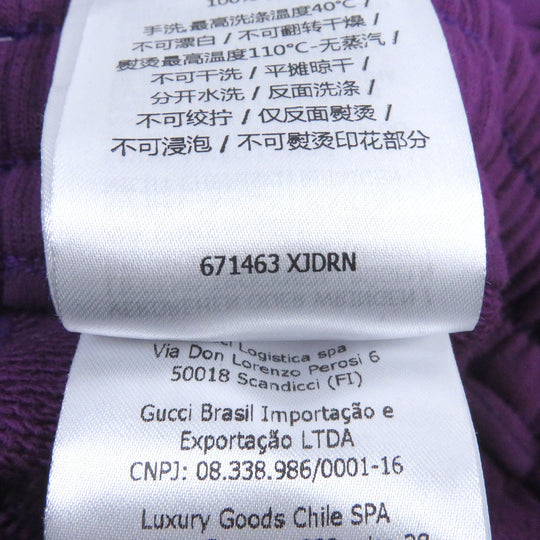 100%
手洗,最高洗涤温度40°C /
不可漂白 / 不可翻转干燥 /
熨烫最高温度110°C-无蒸汽 /
不可干洗 / 平摊晾干 /
分开水洗 / 反面洗涤 /
不可绞拧 / 仅反面熨烫 /
不可浸泡 / 不可熨烫印花部分
671463 XJDRN
Logistica spa
Via Don Lorenzo Perosi 6
50018 Scandicci (FI)
Gucci Brasil Importação e
Exportação LTDA
CNPJ: 08.338.986/0001-16
Luxury Goods Chile SPA